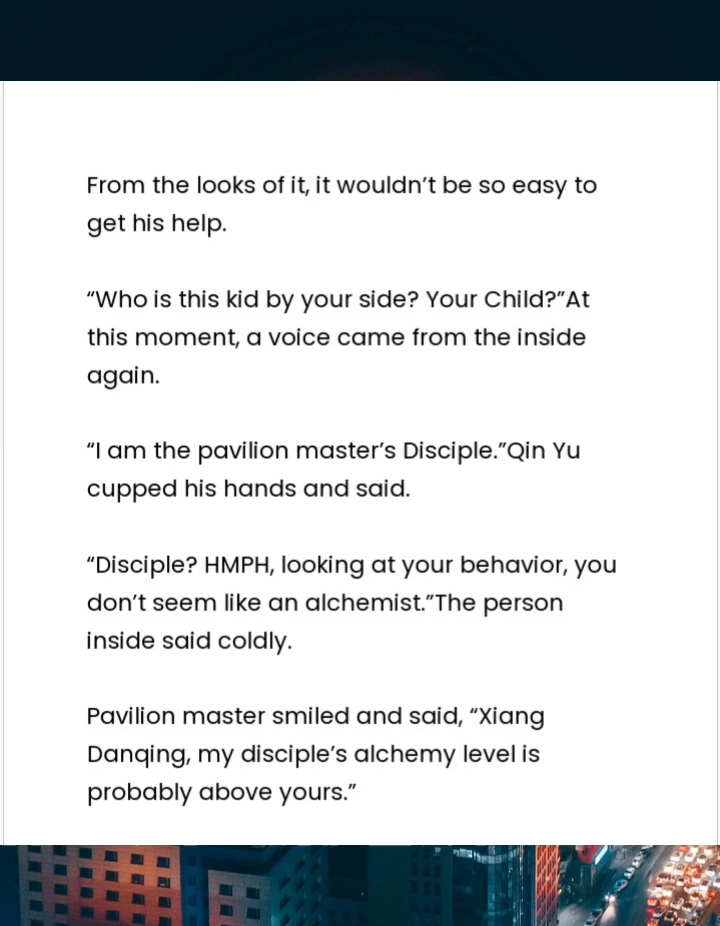 From the looks of it, it wouldn’t be so easy to
get his help.
“Who is this kid by your side? Your Child?”At
this moment, a voice came from the inside
again.
“I am the pavilion master’s Disciple.”Qin Yu
cupped his hands and said.
“Disciple? HMPH, looking at your behavior, you
don’t seem like an alchemist.”The person
inside said coldly.
Pavilion master smiled and said, “Xiang
Danqing, my disciple’s alchemy level is
probably above yours.”